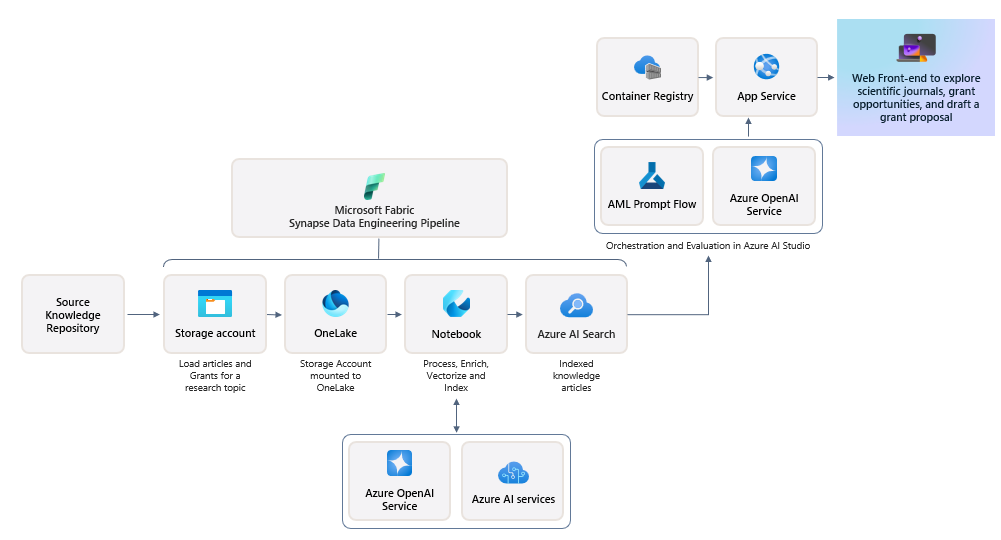 Container Registry
App Service
Web Front-end to explore
scientific journals, grant
opportunities, and draft a
grant proposal
AML Prompt Flow
Azure OpenAI
Service
Orchestration and Evaluation in Azure AI Studio
Microsoft Fabric
Synapse Data Engineering Pipeline
Source
Knowledge
Repository
Storage account
OneLake
Notebook
Azure AI Search
Load articles and
Grants for a
research topic
Storage Account
mounted to
OneLake
Process, Enrich,
Vectorize and
Index
Indexed
knowledge
articles
Azure OpenAI
Service
Azure AI services